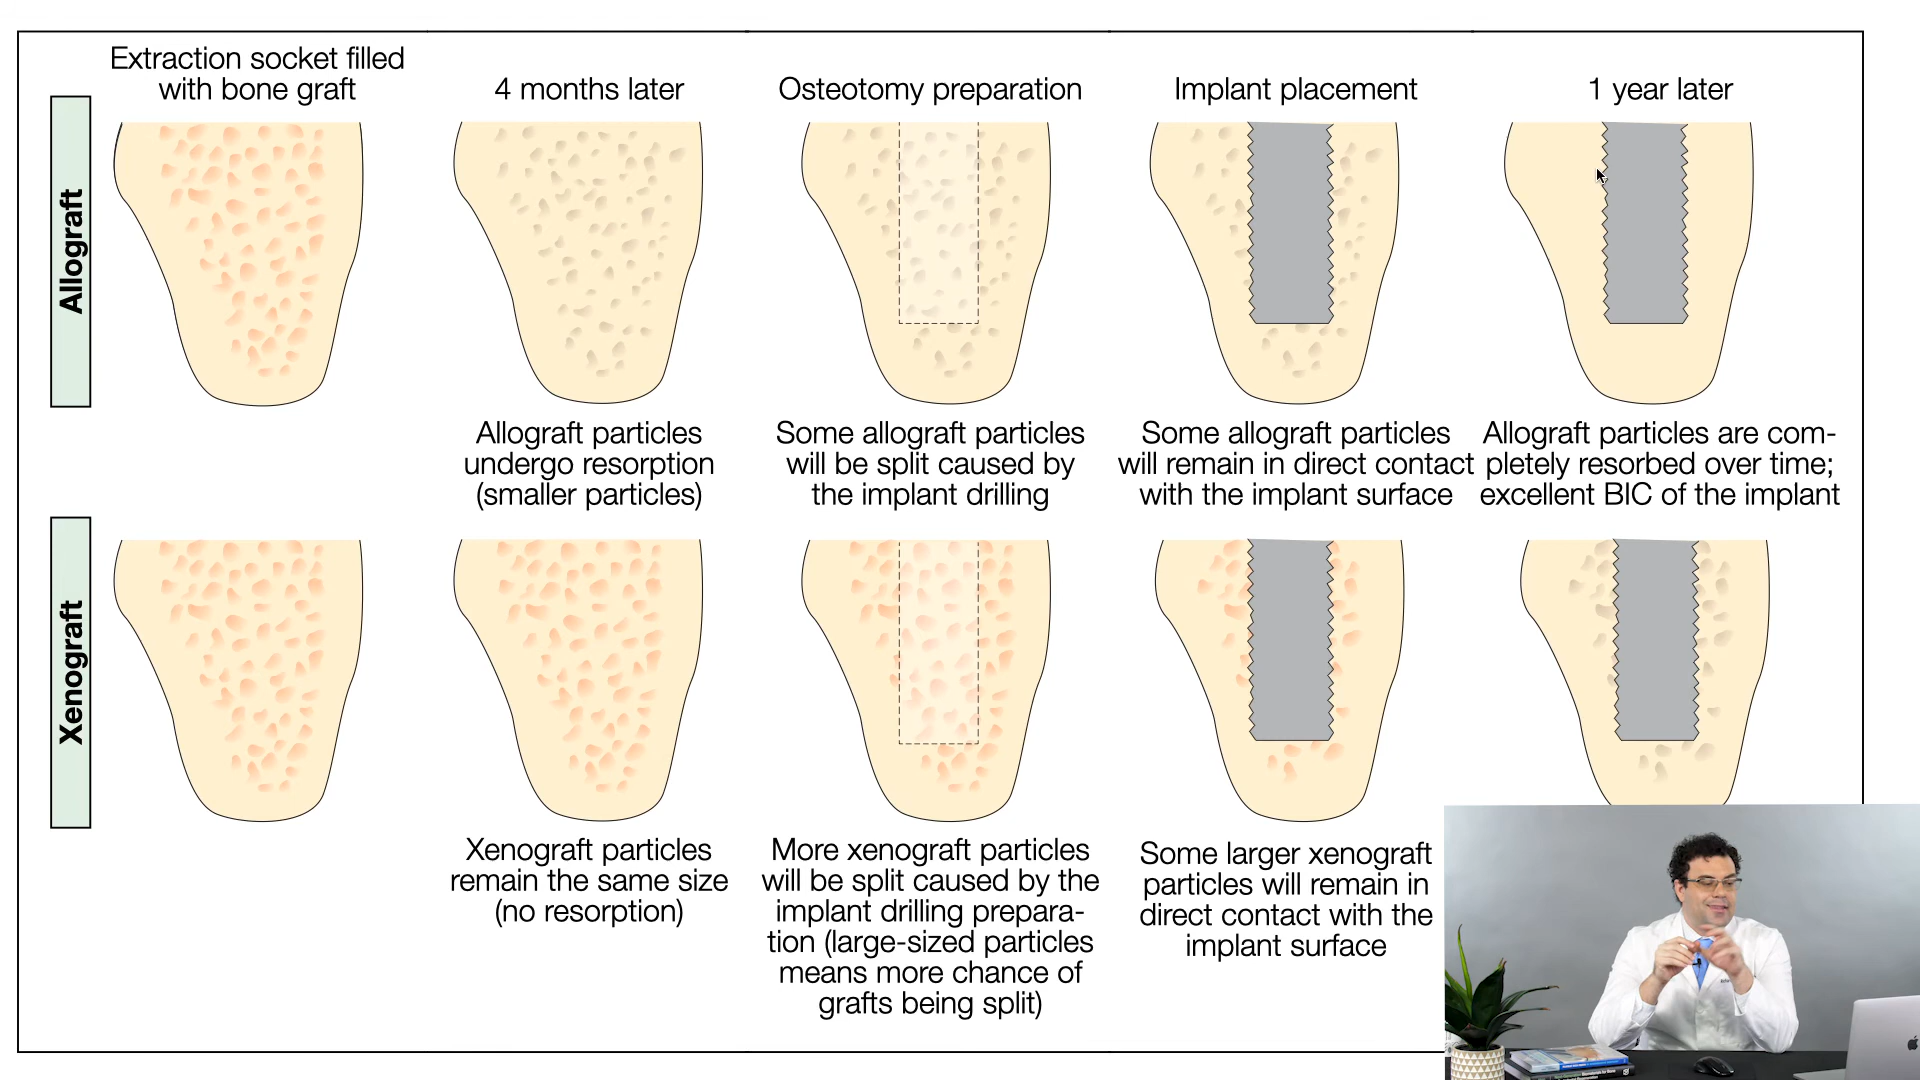 Extraction socket filled
with bone graft
4 months later
Osteotomy preparation
Implant placement
1 year later
Allograft
Allograft particles
undergo resorption
(smaller particles)
Some allograft particles
will be split caused by
the implant drilling
Some allograft particles
will remain in direct contact
with the implant surface
Allograft particles are com-
pletely resorbed over time;
excellent BIC of the implant
Xenograft
Xenograft particles
remain the same size
(no resorption)
More xenograft particles
will be split caused by the
implant drilling prepara-
tion (large-sized particles
means more chance of
grafts being split)
Some larger xenograft
particles will remain in
direct contact with the
implant surface